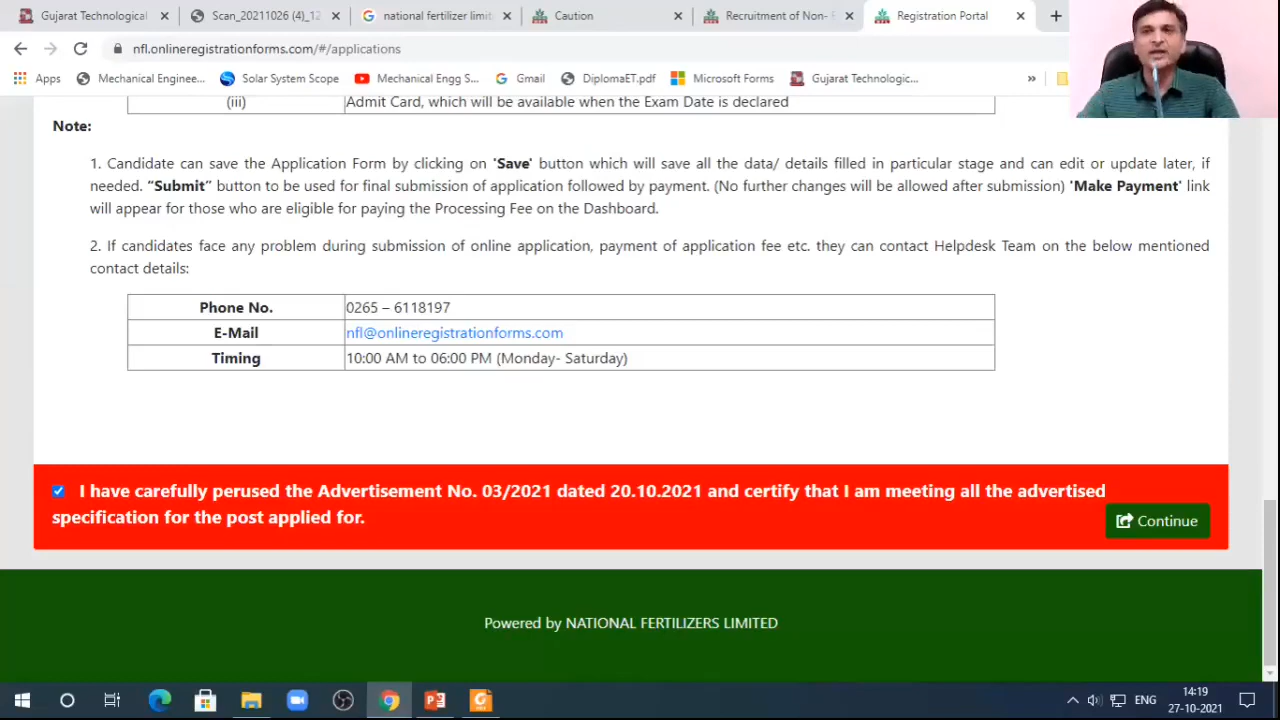 Gujarat Technological
Scan_20211026 (4)_12
national fertilizer limit
Caution
Recruitment of Non-
Registration Portal
nfl.onlineregistrationforms.com/#/applications
Apps
Mechanical Enginee...
Solar System Scope
Mechanical Engg S...
Gmail
DiplomaET.pdf
Microsoft Forms
Gujarat Technologic...
»
(iii) Admit Card, which will be available when the Exam Date is declared
Note:
1. Candidate can save the Application Form by clicking on 'Save' button which will save all the data/ details filled in particular stage and can edit or update later, if
needed. “Submit” button to be used for final submission of application followed by payment. (No further changes will be allowed after submission) 'Make Payment' link
will appear for those who are eligible for paying the Processing Fee on the Dashboard.
2. If candidates face any problem during submission of online application, payment of application fee etc. they can contact Helpdesk Team on the below mentioned
contact details:
Phone No. 0265 – 6118197
E-Mail nfl@onlineregistrationforms.com
Timing 10:00 AM to 06:00 PM (Monday- Saturday)
I have carefully perused the Advertisement No. 03/2021 dated 20.10.2021 and certify that I am meeting all the advertised
specification for the post applied for.
Continue
Powered by NATIONAL FERTILIZERS LIMITED
ENG
14:19
27-10-2021